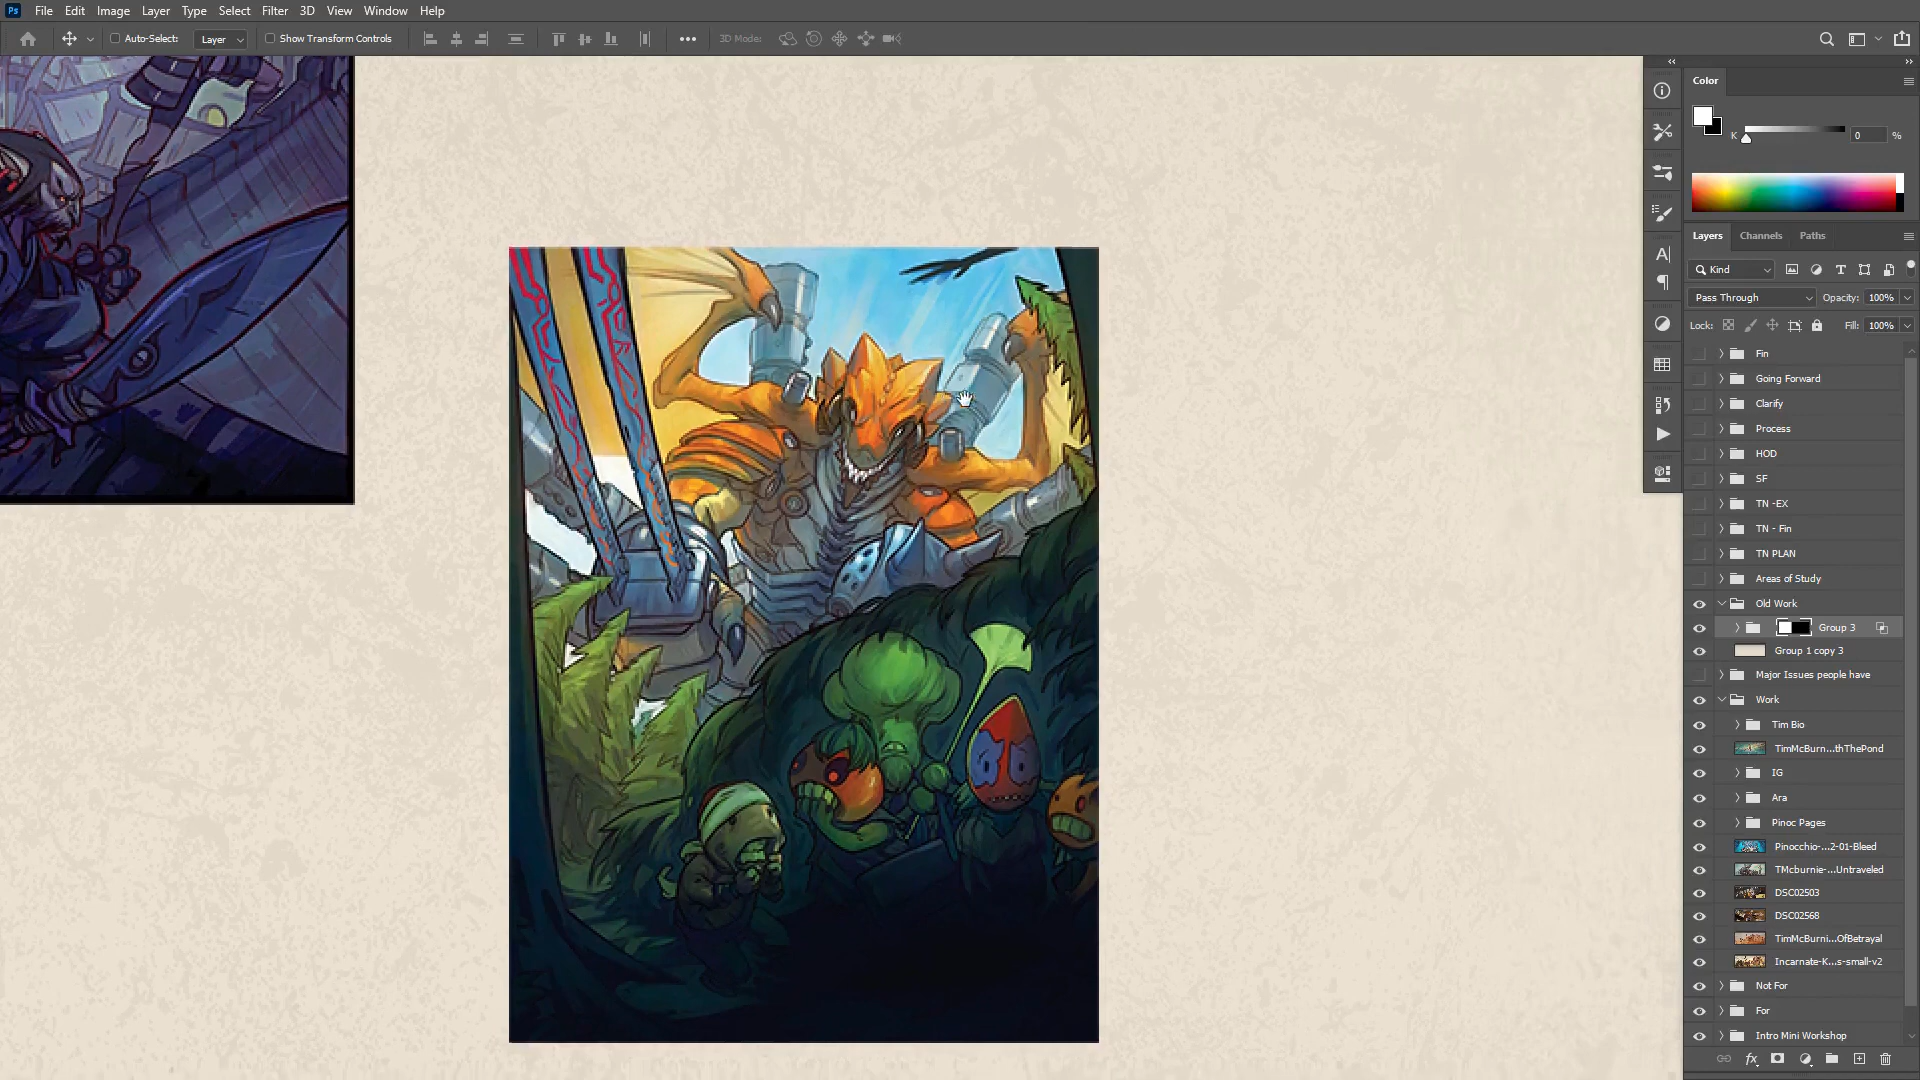 Ps File Edit Image Layer Type Select Filter 3D View Window Help
Auto-Select: Layer Show Transform Controls 3D Mode:
Color
K 0 %
Layers Channels Paths
Kind
Pass Through Opacity: 100%
Lock: Fill: 100%
Fin
Going Forward
Clarify
Process
HOD
SF
TN -EX
TN - Fin
TN PLAN
Areas of Study
Old Work
Group 3
Group 1 copy 3
Major Issues people have
Work
Tim Bio
TimMcBurn...thThePond
IG
Ara
Pinoc Pages
Pinocchio-...2-01-Bleed
TMcburnie-...Untraveled
DSC02503
DSC02568
TimMcBurni...OfBetrayal
Incarnate-K...s-small-v2
Not For
For
Intro Mini Workshop
fx